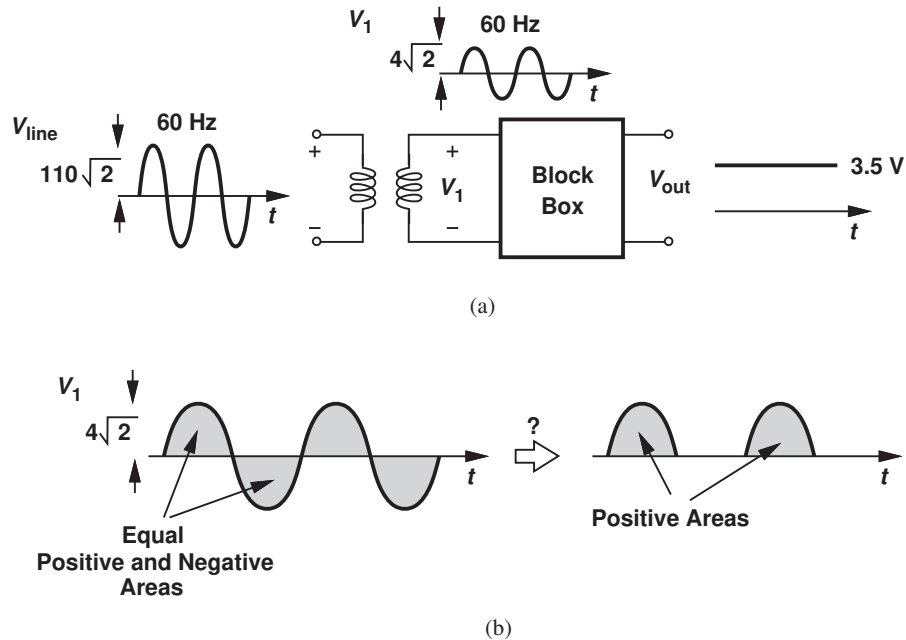 V1
4√2
60 Hz
t
Vline
110√2
60 Hz
t
+
−
+
V1
−
Block
Box
Vout
3.5 V
t
(a)
V1
4√2
t
?
t
Equal
Positive and Negative
Areas
Positive Areas
(b)